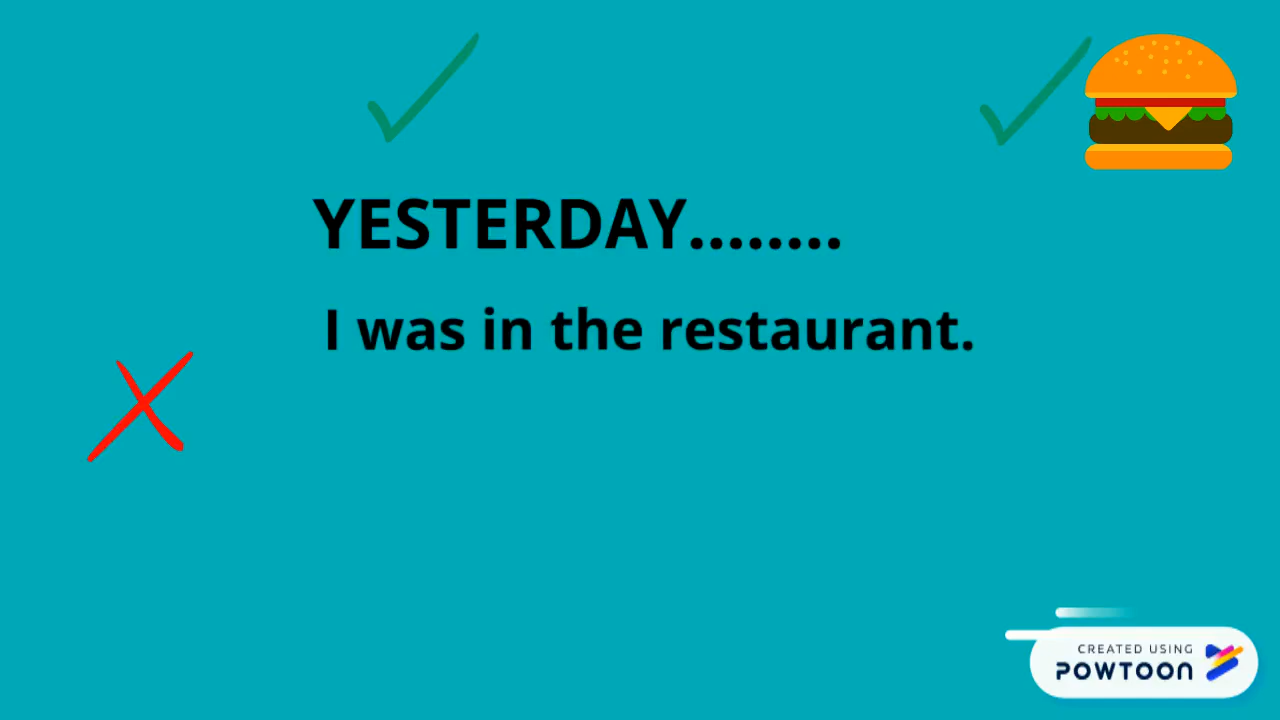 YESTERDAY........
I was in the restaurant.
CREATED USING
POWTOON